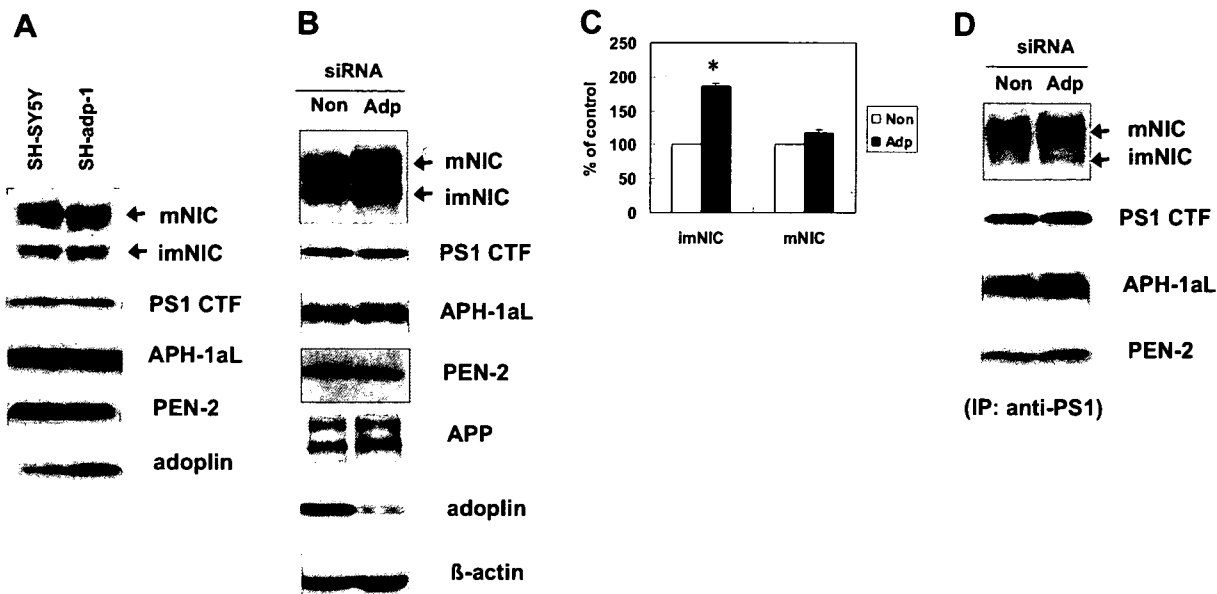 A
SH-SY5Y
SH-adp-1
mNIC
imNIC
PS1 CTF
APH-1aL
PEN-2
adoplin
B
siRNA
Non Adp
mNIC
imNIC
PS1 CTF
APH-1aL
PEN-2
APP
adoplin
ß-actin
C
% of control
250
200
150
100
50
0
*
imNIC mNIC
Non
Adp
D
siRNA
Non Adp
mNIC
imNIC
PS1 CTF
APH-1aL
PEN-2
(IP: anti-PS1)